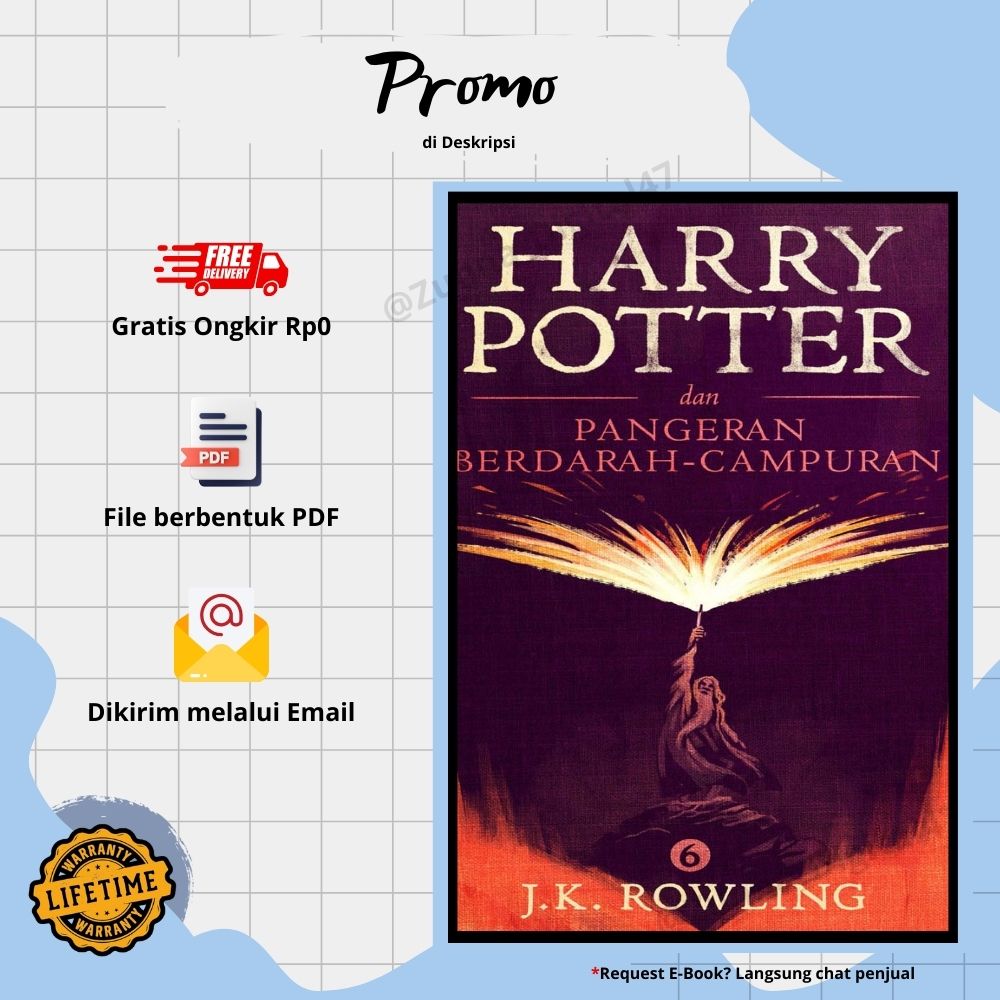 Promo
di Deskripsi
FREE
DELIVERY
Gratis Ongkir Rp0
PDF
File berbentuk PDF
@
Dikirim melalui Email
WARRANTY
LIFETIME
WARRANTY
HARRY
POTTER
dan
PANGERAN
BERDARAH-CAMPURAN
6
J.K. ROWLING
*Request E-Book? Langsung chat penjual